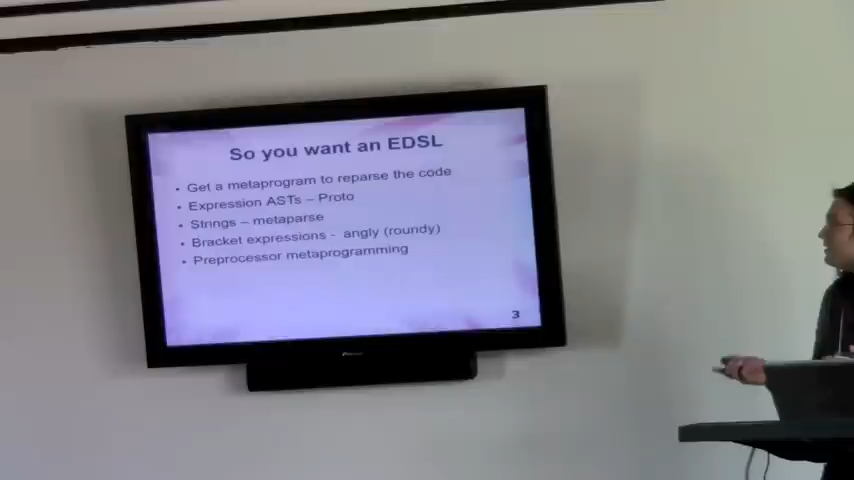 So you want an EDSL
• Get a metaprogram to reparse the code
• Expression ASTs – Proto
• Strings – metaparse
• Bracket expressions - angly (roundy)
• Preprocessor metaprogramming
3